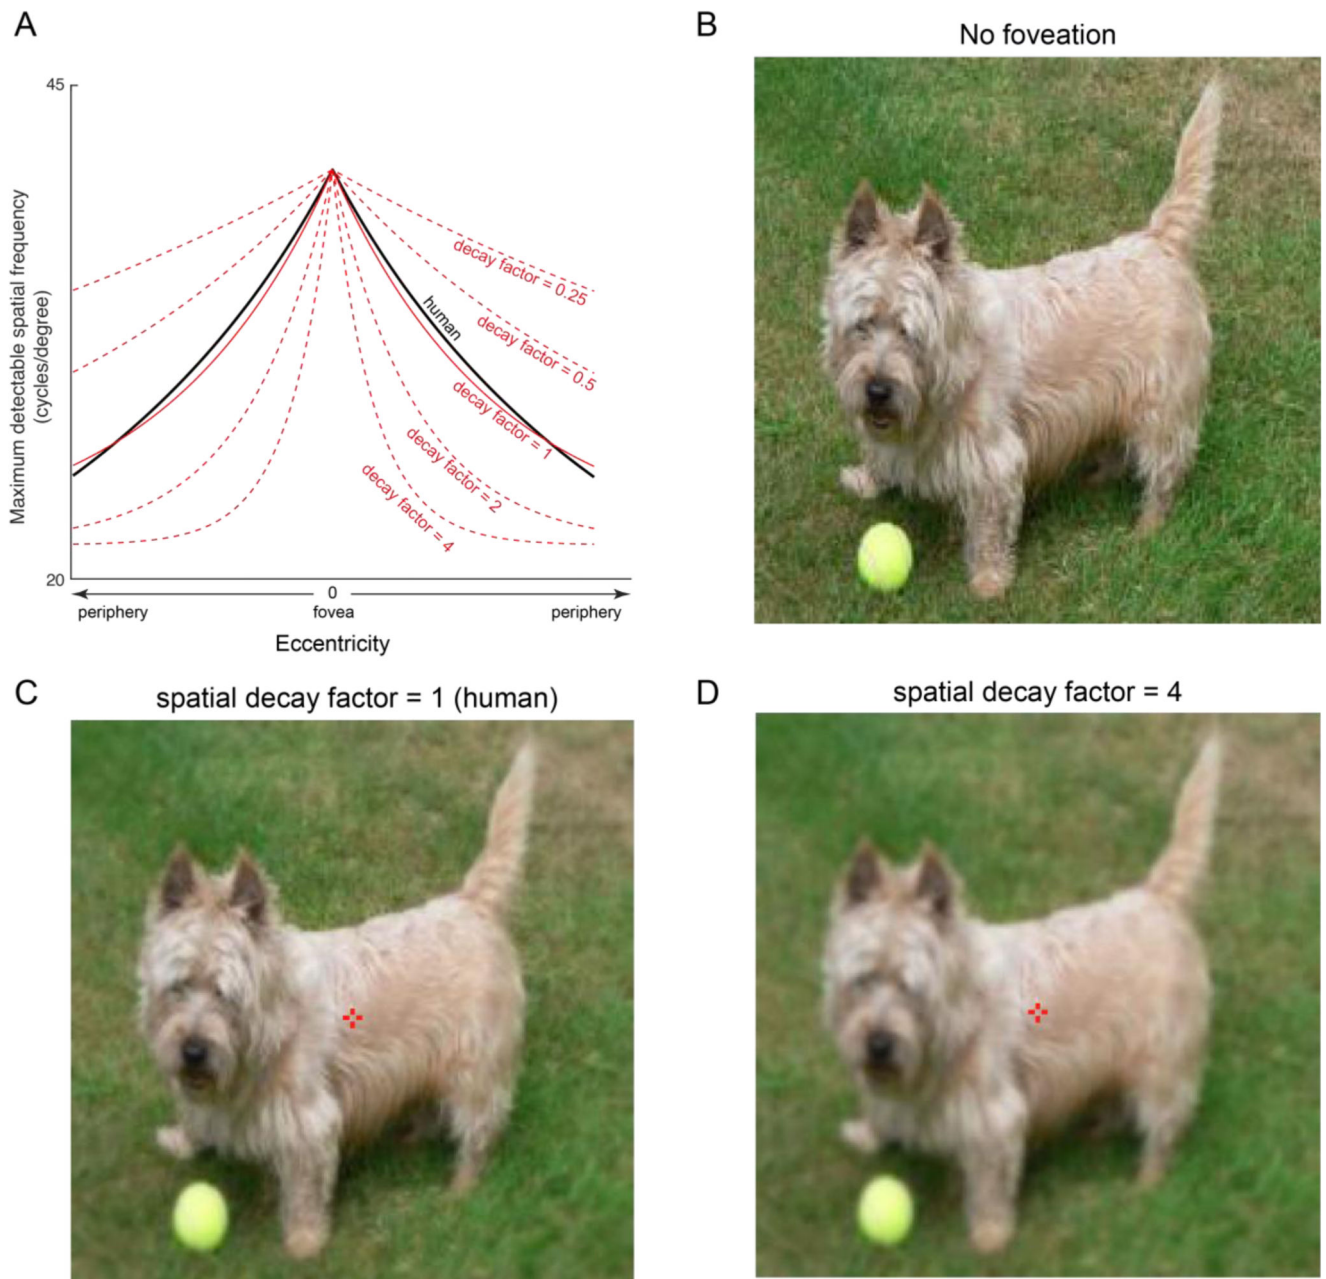 A
45
Maximum detectable spatial frequency
(cycles/degree)
decay factor = 0.25
human
decay factor = 0.5
decay factor = 1
decay factor = 2
decay factor = 4
20
0
periphery
fovea
periphery
Eccentricity
B
No foveation
C
spatial decay factor = 1 (human)
D
spatial decay factor = 4